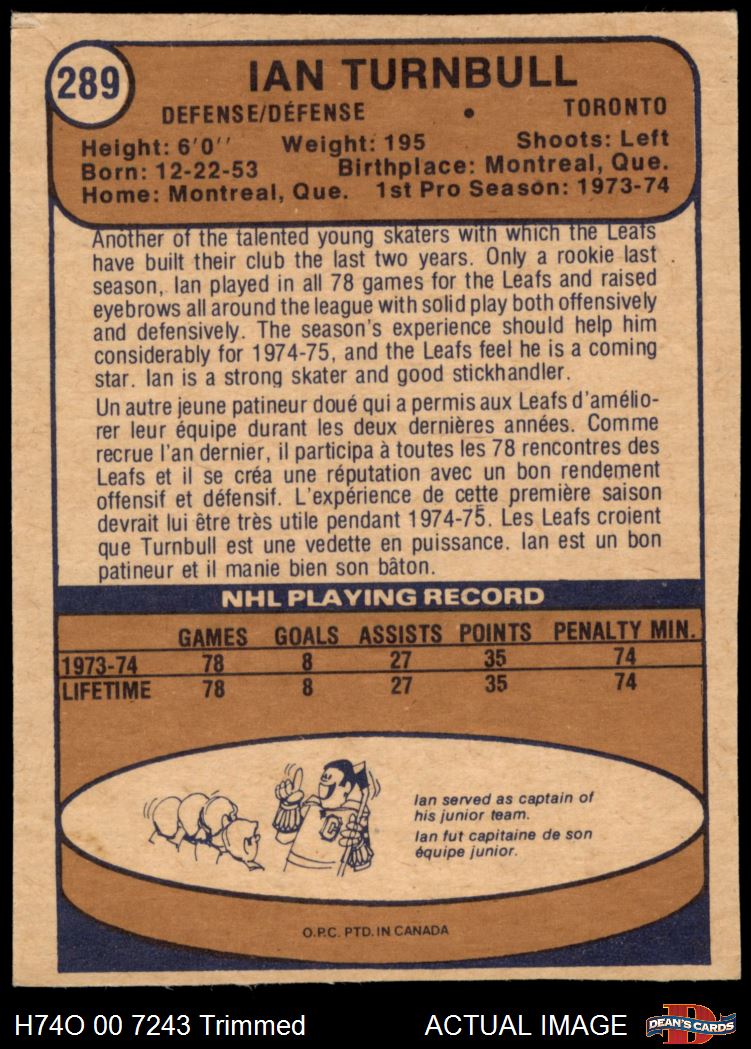 289
IAN TURNBULL
DEFENSE/DÉFENSE • TORONTO
Height: 6'0'' Weight: 195 Shoots: Left
Born: 12-22-53 Birthplace: Montreal, Que.
Home: Montreal, Que. 1st Pro Season: 1973-74
Another of the talented young skaters with which the Leafs
have built their club the last two years. Only a rookie last
season, Ian played in all 78 games for the Leafs and raised
eyebrows all around the league with solid play both offensively
and defensively. The season's experience should help him
considerably for 1974-75, and the Leafs feel he is a coming
star. Ian is a strong skater and good stickhandler.
Un autre jeune patineur doué qui a permis aux Leafs d'amélio-
rer leur équipe durant les deux dernières années. Comme
recrue l'an dernier, il participa à toutes les 78 rencontres des
Leafs et il se créa une réputation avec un bon rendement
offensif et défensif. L'expérience de cette première saison
devrait lui être très utile pendant 1974-75. Les Leafs croient
que Turnbull est une vedette en puissance. Ian est un bon
patineur et il manie bien son bâton.
NHL PLAYING RECORD
GAMES GOALS ASSISTS POINTS PENALTY MIN.
1973-74 78 8 27 35 74
LIFETIME 78 8 27 35 74
C
Ian served as captain of
his junior team.
Ian fut capitaine de son
équipe junior.
O.P.C. PTD. IN CANADA
H74O 00 7243 Trimmed
ACTUAL IMAGE
D
DEAN'S CARDS